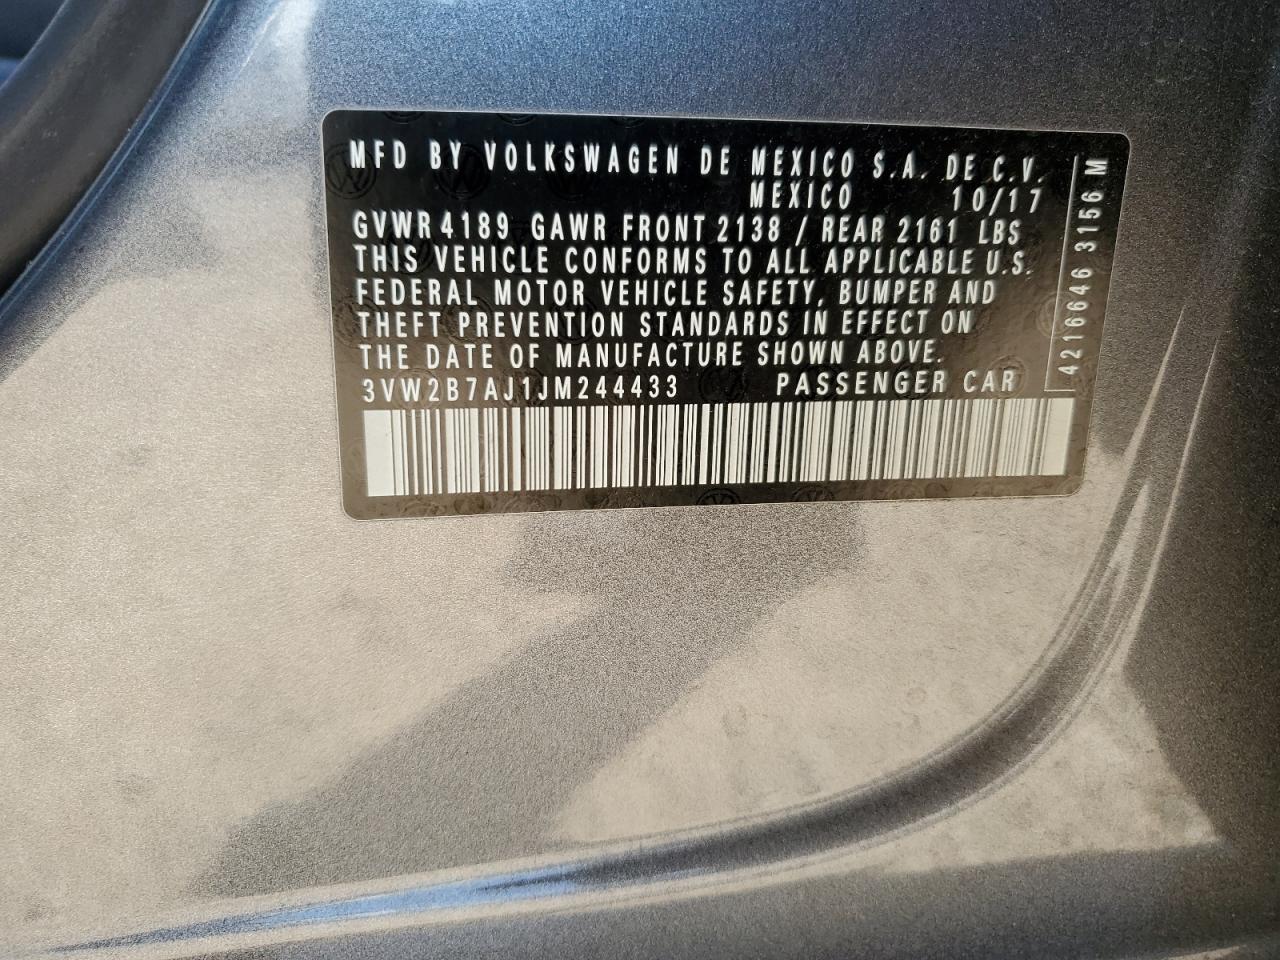 MFD BY VOLKSWAGEN DE MEXICO S.A. DE C.V.
MEXICO 10/17
GVWR 4189 GAWR FRONT 2138 / REAR 2161 LBS
THIS VEHICLE CONFORMS TO ALL APPLICABLE U.S.
FEDERAL MOTOR VEHICLE SAFETY, BUMPER AND
THEFT PREVENTION STANDARDS IN EFFECT ON
THE DATE OF MANUFACTURE SHOWN ABOVE.
3VW2B7AJ1JM244433 PASSENGER CAR
4216646 3156 M